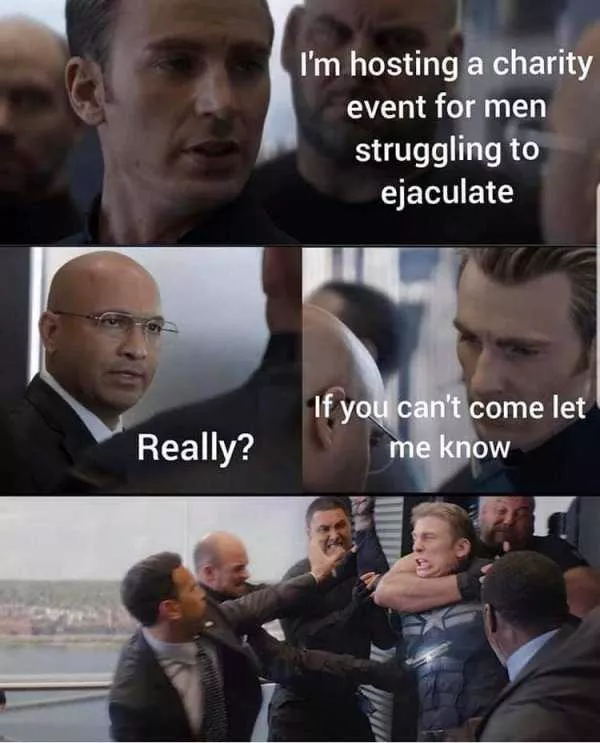 I'm hosting a charity
event for men
struggling to
ejaculate
Really?
If you can't come let
me know